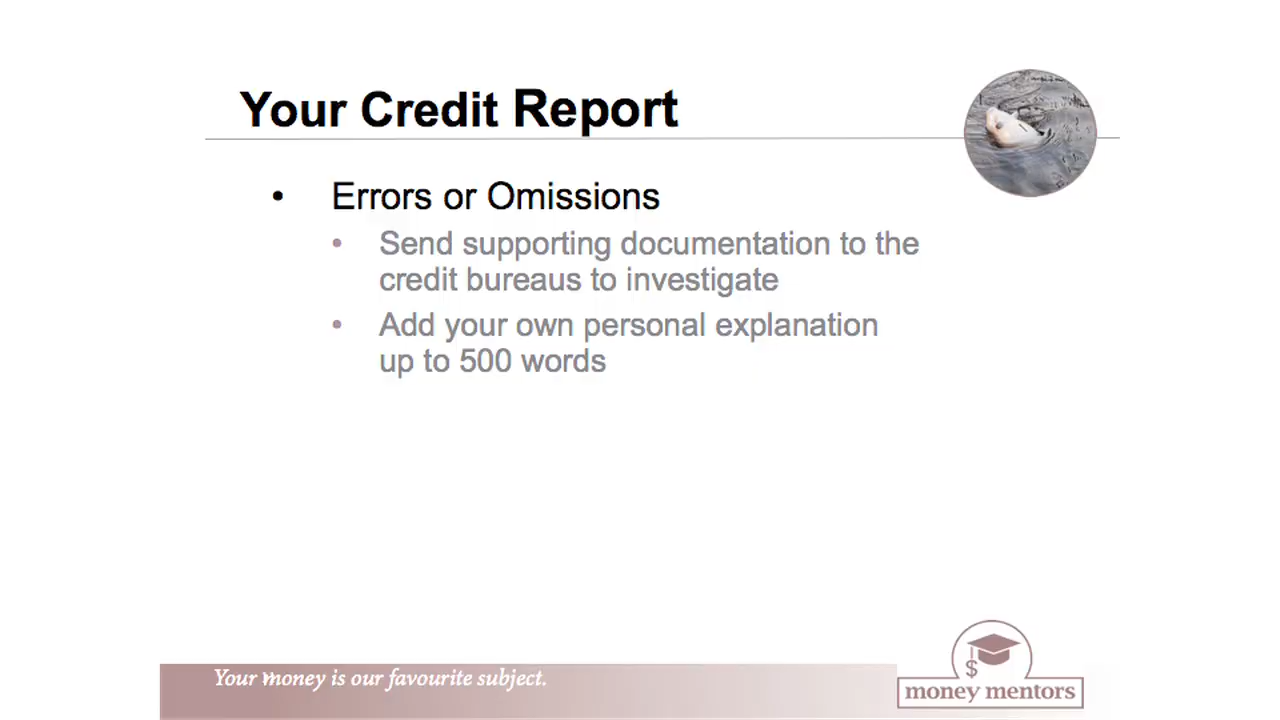 Your Credit Report
• Errors or Omissions
• Send supporting documentation to the
credit bureaus to investigate
• Add your own personal explanation
up to 500 words
Your money is our favourite subject.
$
money mentors